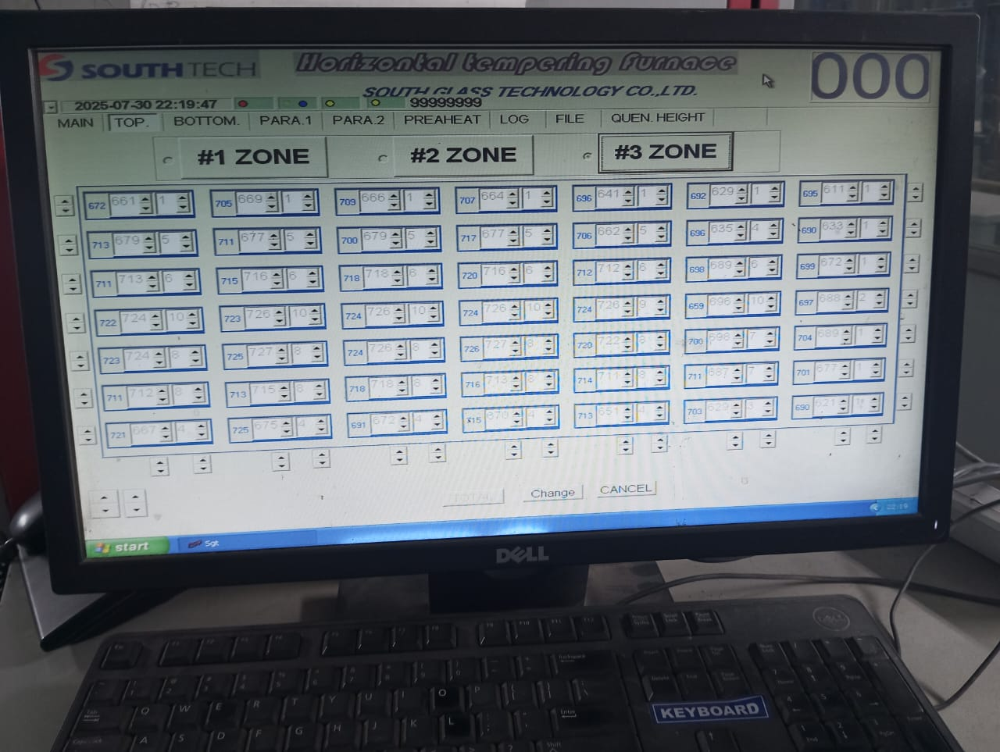 SOUTHTECH Horizontal tempering furnace 000
SOUTH GLASS TECHNOLOGY CO.,LTD.
2025-07-30 22:19:47 99999999
MAIN TOP. BOTTOM. PARA.1 PARA.2 PREAHEAT LOG FILE QUEN. HEIGHT
#1 ZONE #2 ZONE #3 ZONE
672 661 1 705 669 1 709 666 1 707 664 1 696 641 1 692 629 1 695 611 1
713 679 5 711 677 5 700 679 5 717 677 5 706 662 5 696 635 4 690 633 1
711 713 6 715 716 6 718 718 6 720 716 6 712 712 6 698 689 6 699 672 1
722 724 10 723 726 10 724 726 10 724 726 10 724 726 9 659 696 10 697 688 2
723 724 8 725 727 8 724 726 8 726 727 8 720 722 8 700 698 7 704 689 1
711 712 8 713 715 8 718 718 8 716 713 8 714 711 8 711 687 7 701 677 1
721 667 4 725 675 4 691 672 4 715 670 4 713 651 4 703 629 3 690 621 1
TOTAL Change CANCEL
start Sgt 22:19
DELL
DELL
Q W E R T Y U I O P
A S D F G H J K L
KEYBOARD